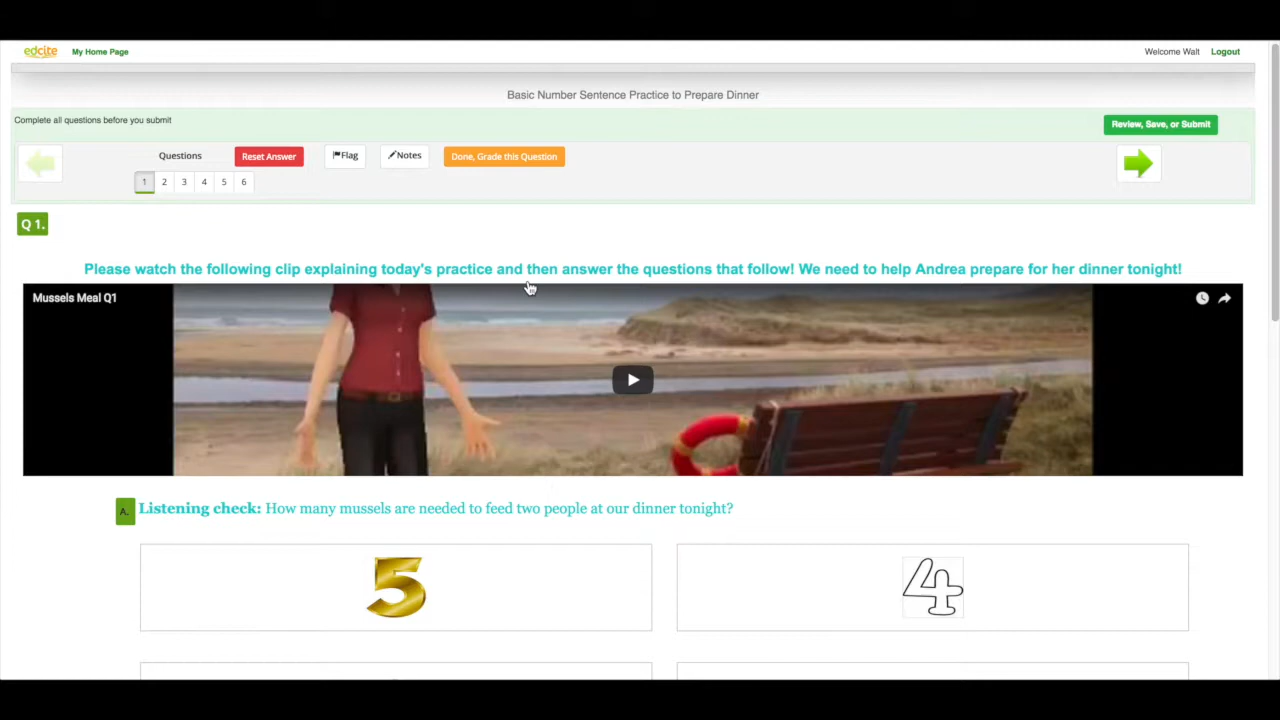 edcite My Home Page Welcome Walt Logout
Basic Number Sentence Practice to Prepare Dinner
Complete all questions before you submit
Review, Save, or Submit
Questions Reset Answer Flag Notes Done, Grade this Question
1 2 3 4 5 6
Q 1.
Please watch the following clip explaining today's practice and then answer the questions that follow! We need to help Andrea prepare for her dinner tonight!
Mussels Meal Q1
A. Listening check: How many mussels are needed to feed two people at our dinner tonight?
5 4